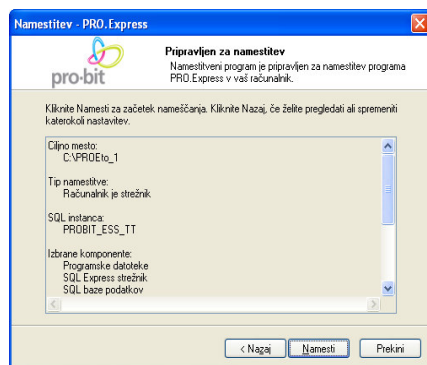 Namestitev - PRO.Express
pro·bit
Pripravljen za namestitev
Namestitveni program je pripravljen za namestitev programa
PRO.Express v vaš računalnik.
Kliknite Namesti za začetek nameščanja. Kliknite Nazaj, če želite pregledati ali spremeniti
katerokoli nastavitev.
Ciljno mesto:
C:\PROEto_1
Tip namestitve:
Računalnik je strežnik
SQL instanca:
PROBIT_ESS_TT
Izbrane komponente:
Programske datoteke
SQL Express strežnik
SQL baze podatkov
< Nazaj
Namesti
Prekini